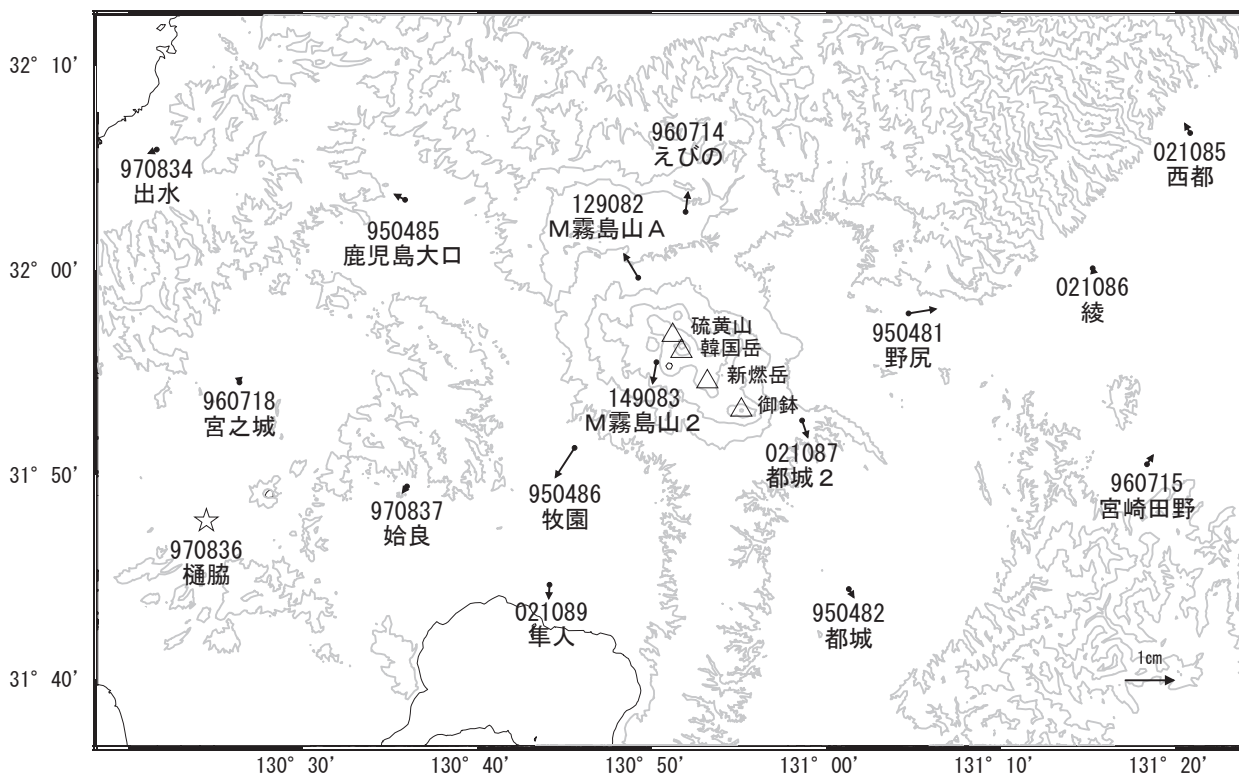 32° 10'
960714
えびの
021085
西都
970834
出水
129082
M霧島山A
950485
鹿児島大口
32° 00'
021086
綾
硫黄山
950481
野尻
韓国岳
新燃岳
960718
宮之城
149083
M霧島山2
御鉢
021087
都城2
31° 50'
950486
牧園
960715
宮崎田野
970837
姶良
970836
樋脇
021089
隼人
950482
都城
31° 40'
1cm
130° 30'
130° 40'
130° 50'
131° 00'
131° 10'
131° 20'